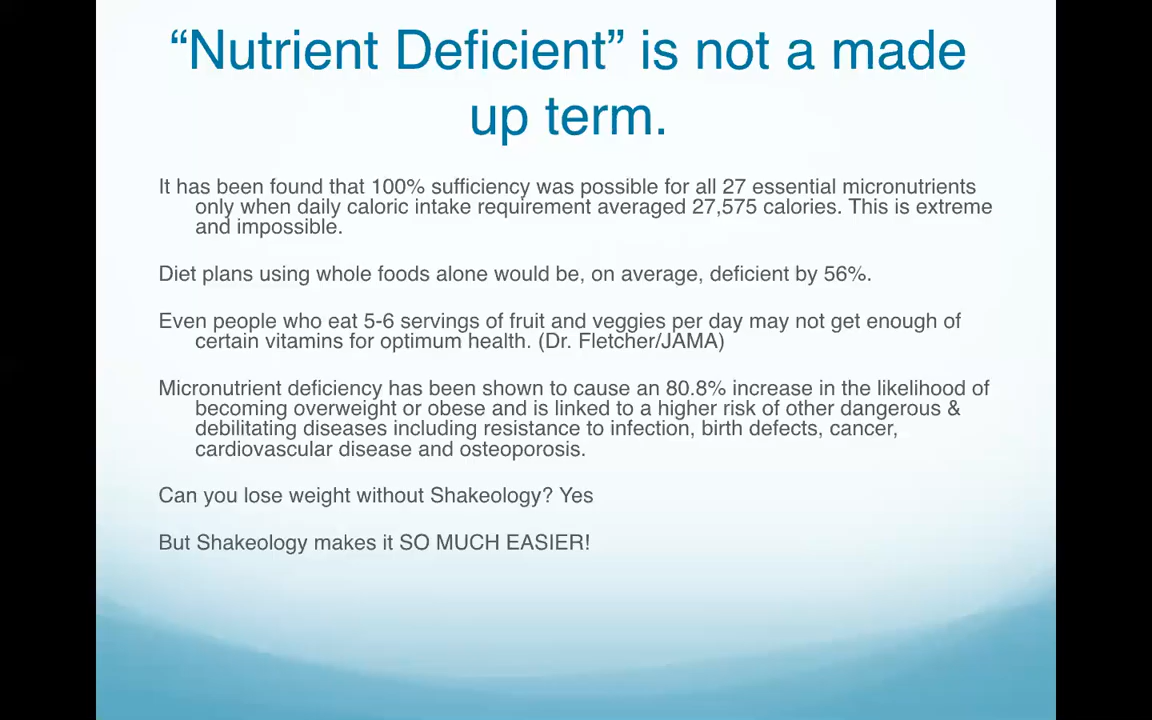 “Nutrient Deficient” is not a made
up term.
It has been found that 100% sufficiency was possible for all 27 essential micronutrients
only when daily caloric intake requirement averaged 27,575 calories. This is extreme
and impossible.
Diet plans using whole foods alone would be, on average, deficient by 56%.
Even people who eat 5-6 servings of fruit and veggies per day may not get enough of
certain vitamins for optimum health. (Dr. Fletcher/JAMA)
Micronutrient deficiency has been shown to cause an 80.8% increase in the likelihood of
becoming overweight or obese and is linked to a higher risk of other dangerous &
debilitating diseases including resistance to infection, birth defects, cancer,
cardiovascular disease and osteoporosis.
Can you lose weight without Shakeology? Yes
But Shakeology makes it SO MUCH EASIER!